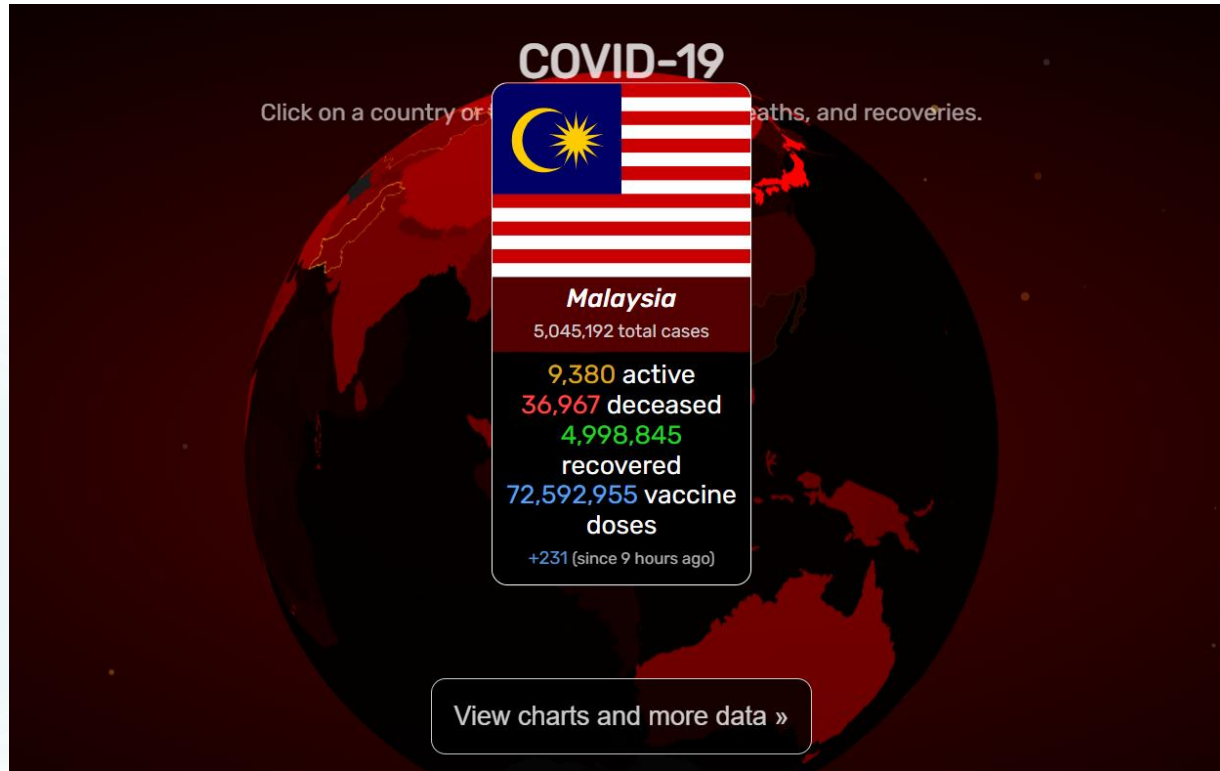 COVID-19
Click on a country or eaths, and recoveries.
Malaysia
5,045,192 total cases
9,380 active
36,967 deceased
4,998,845
recovered
72,592,955 vaccine
doses
+231 (since 9 hours ago)
View charts and more data »